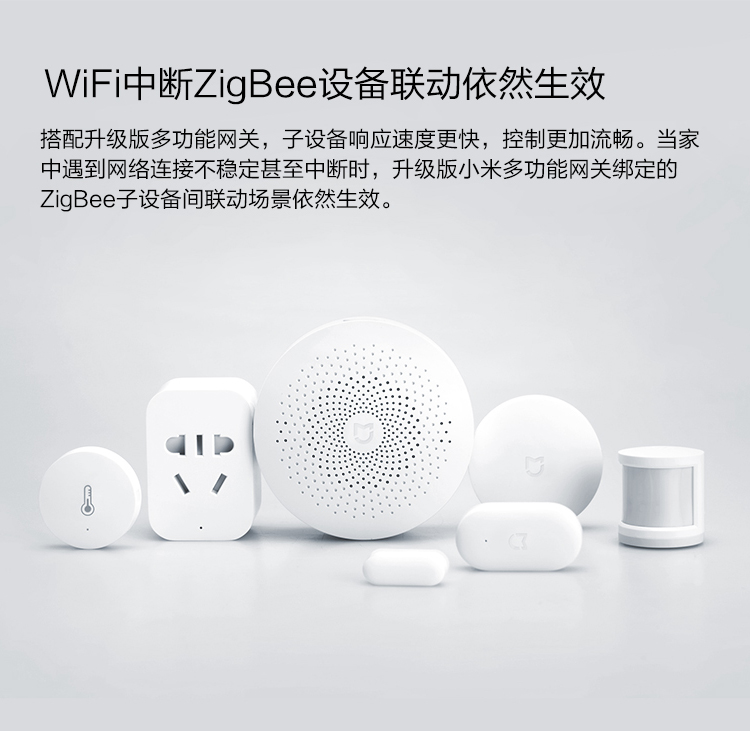 WiFi中断ZigBee设备联动依然生效
搭配升级版多功能网关，子设备响应速度更快，控制更加流畅。当家
中遇到网络连接不稳定甚至中断时，升级版小米多功能网关绑定的
ZigBee子设备间联动场景依然生效。